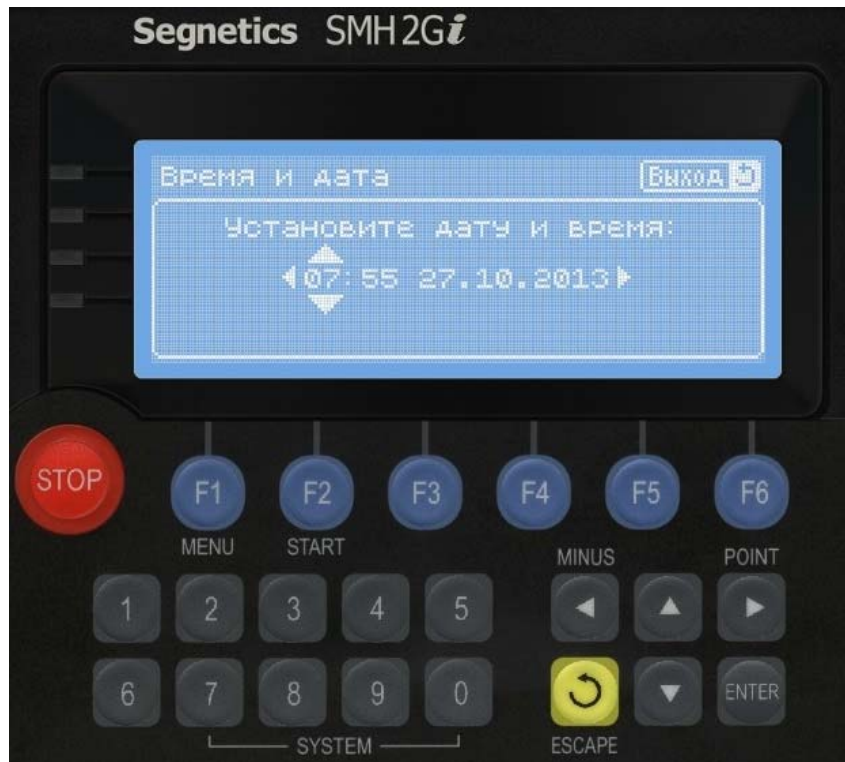 Segnetics SMH 2Gi
Время и дата Выход
Установите дату и время:
07:55 27.10.2013
STOP F1 F2 F3 F4 F5 F6
MENU START MINUS POINT
1 2 3 4 5
6 7 8 9 0 ENTER
SYSTEM ESCAPE